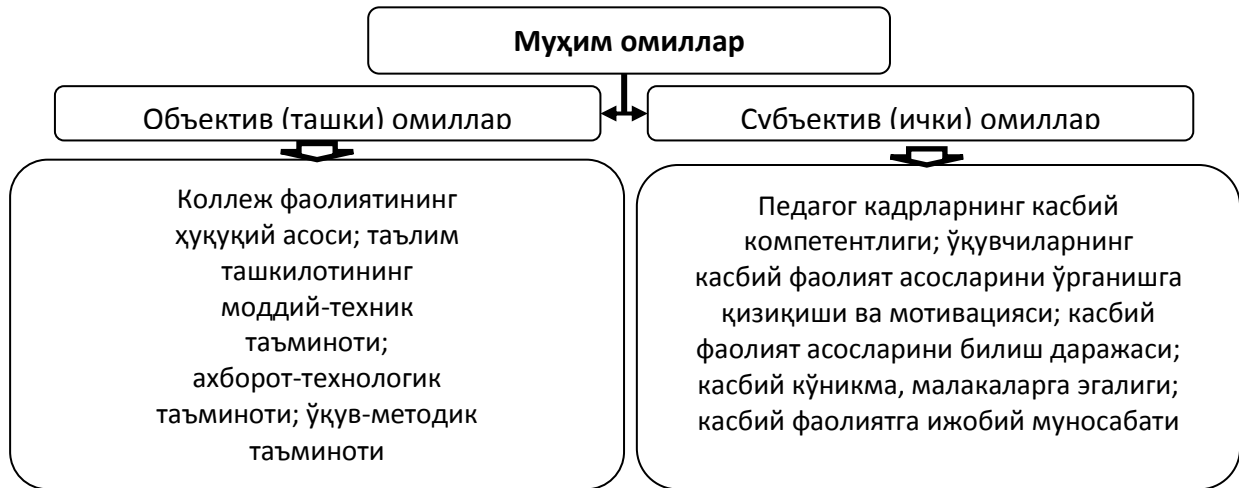 Муҳим омиллар
Объектив (ташқи) омиллар
Субъектив (ички) омиллар
Коллеж фаолиятининг
ҳуқуқий асоси; таълим
ташкилотининг
моддий-техник
таъминоти;
ахборот-технологик
таъминоти; ўқув-методик
таъминоти
Педагог кадрларнинг касбий
компетентлиги; ўқувчиларнинг
касбий фаолият асосларини ўрганишга
қизиқиши ва мотивацияси; касбий
фаолият асосларини билиш даражаси;
касбий кўникма, малакаларга эгалиги;
касбий фаолиятга ижобий муносабати